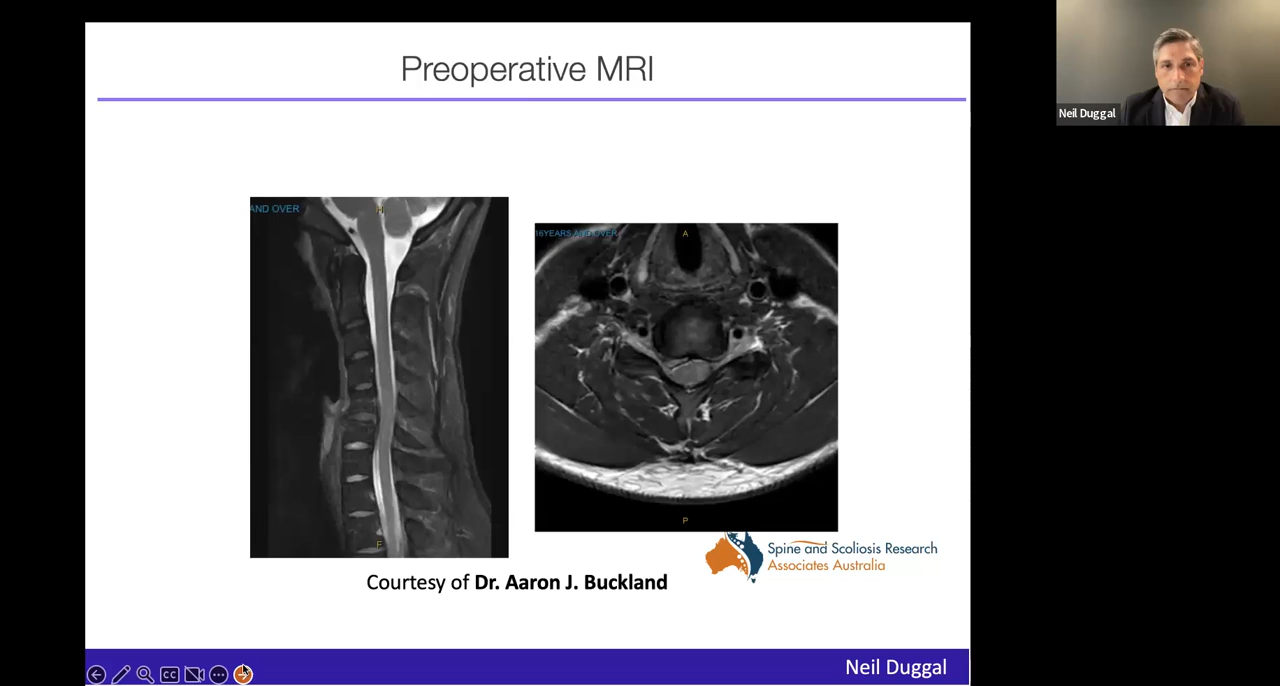 Preoperative MRI
Neil Duggal
AND OVER
H
F
16YEARS AND OVER
A
P
Spine and Scoliosis Research
Associates Australia
Courtesy of Dr. Aaron J. Buckland
CC
Neil Duggal